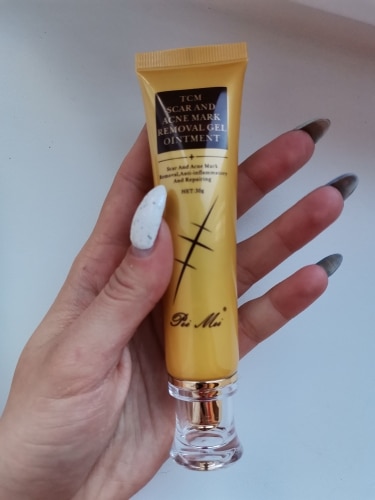 TCM
SCAR AND
ACNE MARK
REMOVAL GEL
OINTMENT
Scar And Acne Mark
Removal,Anti-inflammatory
And Repairing
NET:30g
Pei Mei